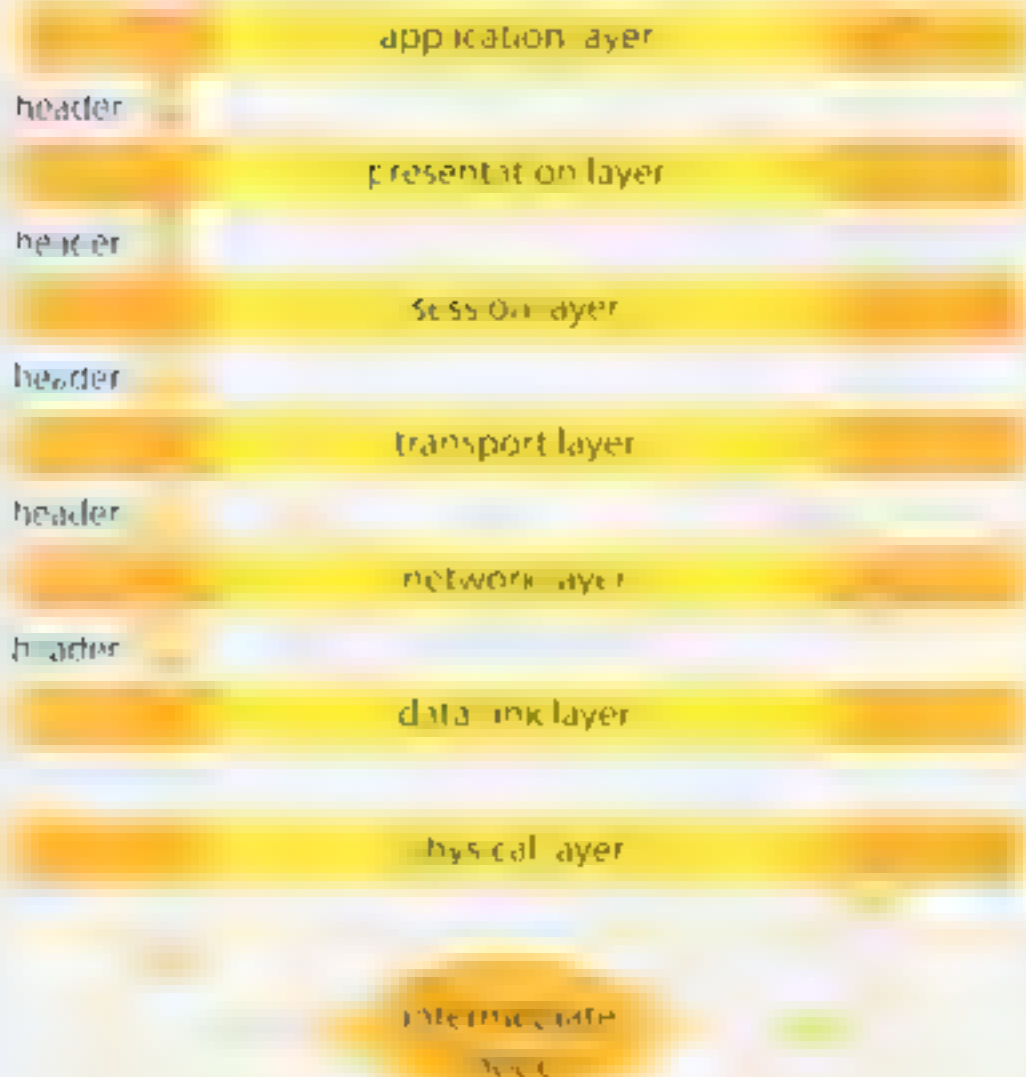 application layer
header
presentation layer
header
session layer
header
transport layer
header
network layer
header
data link layer
physical layer
intermediate